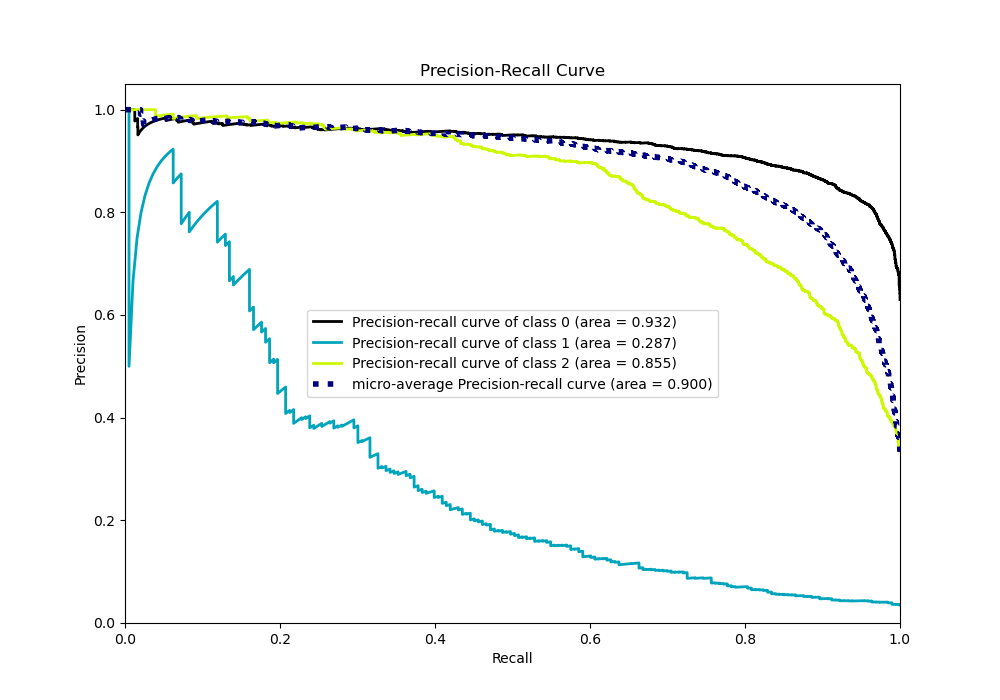 Precision-Recall Curve
1.0
0.8
0.6
0.4
0.2
0.0
Precision
Precision-recall curve of class 0 (area = 0.932)
Precision-recall curve of class 1 (area = 0.287)
Precision-recall curve of class 2 (area = 0.855)
micro-average Precision-recall curve (area = 0.900)
0.0 0.2 0.4 0.6 0.8 1.0
Recall